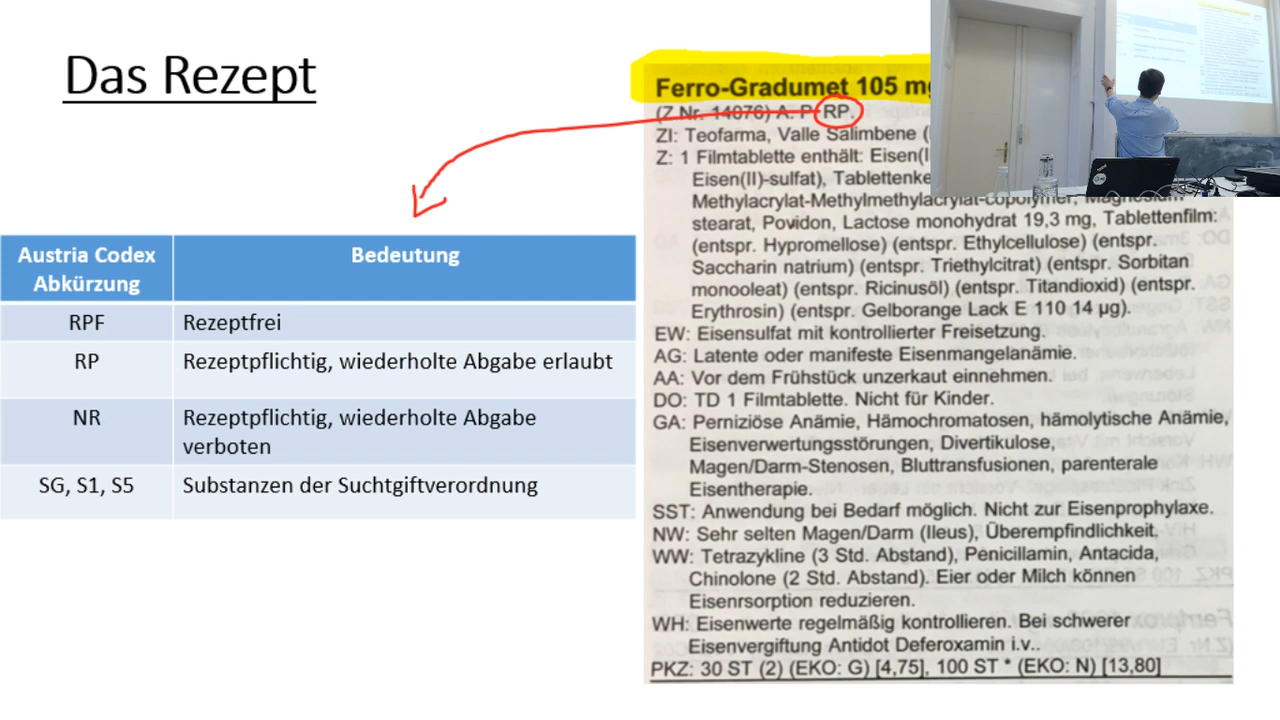 Das Rezept
Austria Codex
Abkürzung
Bedeutung
RPF
Rezeptfrei
RP
Rezeptpflichtig, wiederholte Abgabe erlaubt
NR
Rezeptpflichtig, wiederholte Abgabe
verboten
SG, S1, S5
Substanzen der Suchtgiftverordnung
Ferro-Gradumet 105 mg
(Z Nr. 14076) A: P RP.
ZI: Teofarma, Valle Salimbene (
Z: 1 Filmtablette enthält: Eisen(I
Eisen(II)-sulfat), Tablettenke
Methylacrylat-Methylmethacrylat-copolymer, Magnesium
stearat, Povidon, Lactose monohydrat 19,3 mg, Tablettenfilm:
(entspr. Hypromellose) (entspr. Ethylcellulose) (entspr.
Saccharin natrium) (entspr. Triethylcitrat) (entspr. Sorbitan
monooleat) (entspr. Ricinusöl) (entspr. Titandioxid) (entspr.
Erythrosin) (entspr. Gelborange Lack E 110 14 µg).
EW: Eisensulfat mit kontrollierter Freisetzung.
AG: Latente oder manifeste Eisenmangelanämie.
AA: Vor dem Frühstück unzerkaut einnehmen.
DO: TD 1 Filmtablette. Nicht für Kinder.
GA: Perniziöse Anämie, Hämochromatosen, hämolytische Anämie,
Eisenverwertungsstörungen, Divertikulose,
Magen/Darm-Stenosen, Bluttransfusionen, parenterale
Eisentherapie.
SST: Anwendung bei Bedarf möglich. Nicht zur Eisenprophylaxe.
NW: Sehr selten Magen/Darm (Ileus), Überempfindlichkeit.
WW: Tetrazykline (3 Std. Abstand), Penicillamin, Antacida,
Chinolone (2 Std. Abstand). Eier oder Milch können
Eisenrsorption reduzieren.
WH: Eisenwerte regelmäßig kontrollieren. Bei schwerer
Eisenvergiftung Antidot Deferoxamin i.v..
PKZ: 30 ST (2) (EKO: G) [4,75], 100 ST * (EKO: N) [13,80]